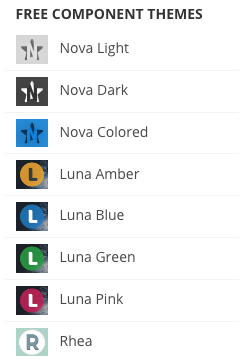 FREE COMPONENT THEMES
N Nova Light
N Nova Dark
N Nova Colored
L Luna Amber
L Luna Blue
L Luna Green
L Luna Pink
R Rhea